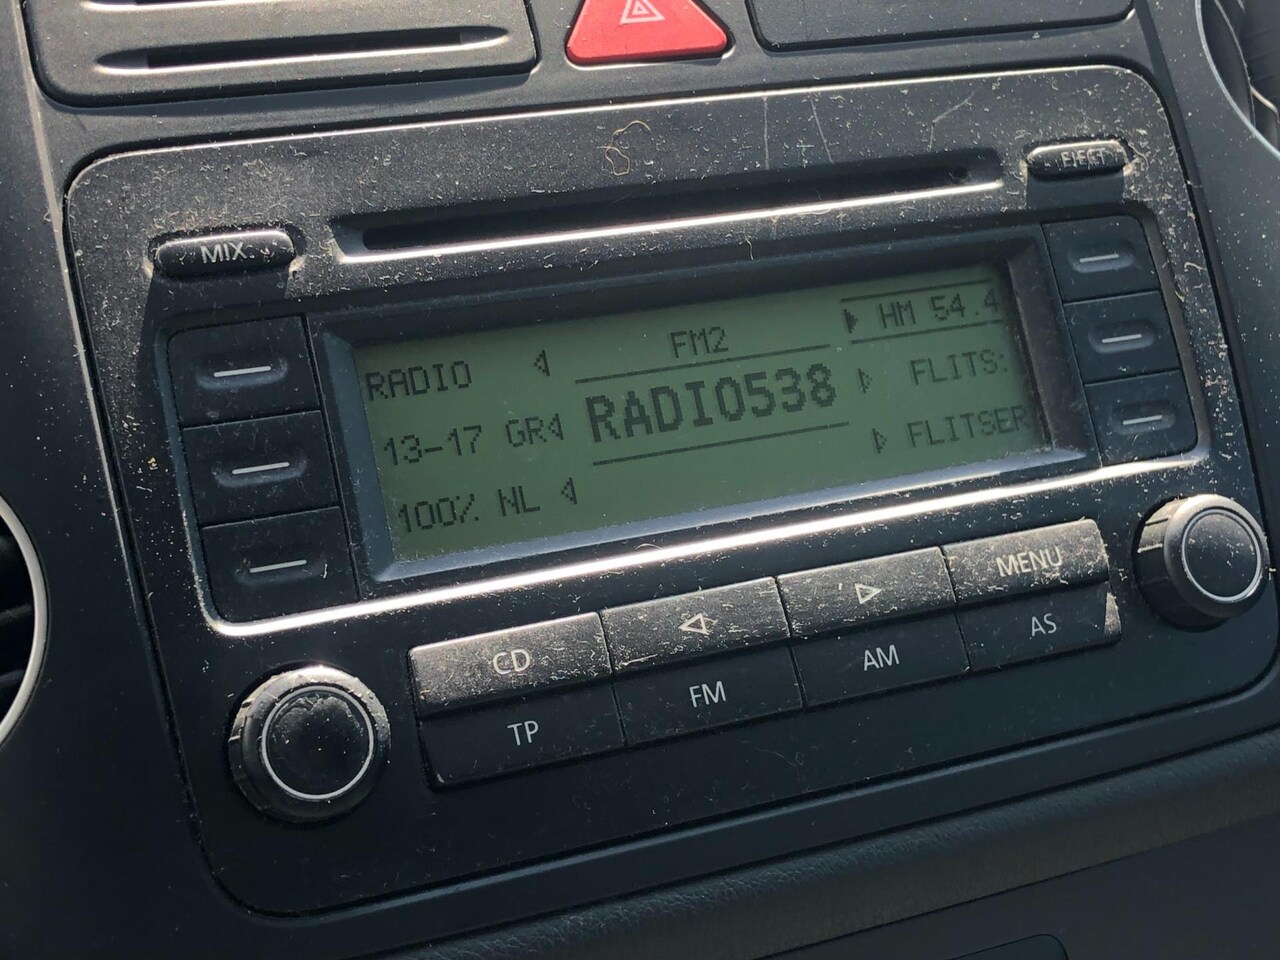 EJECT
MIX
FM2
HM 54.4
RADIO
RADIO538
FLITS:
13-17 GR
FLITSER
100% NL
CD
MENU
TP
FM
AM
AS